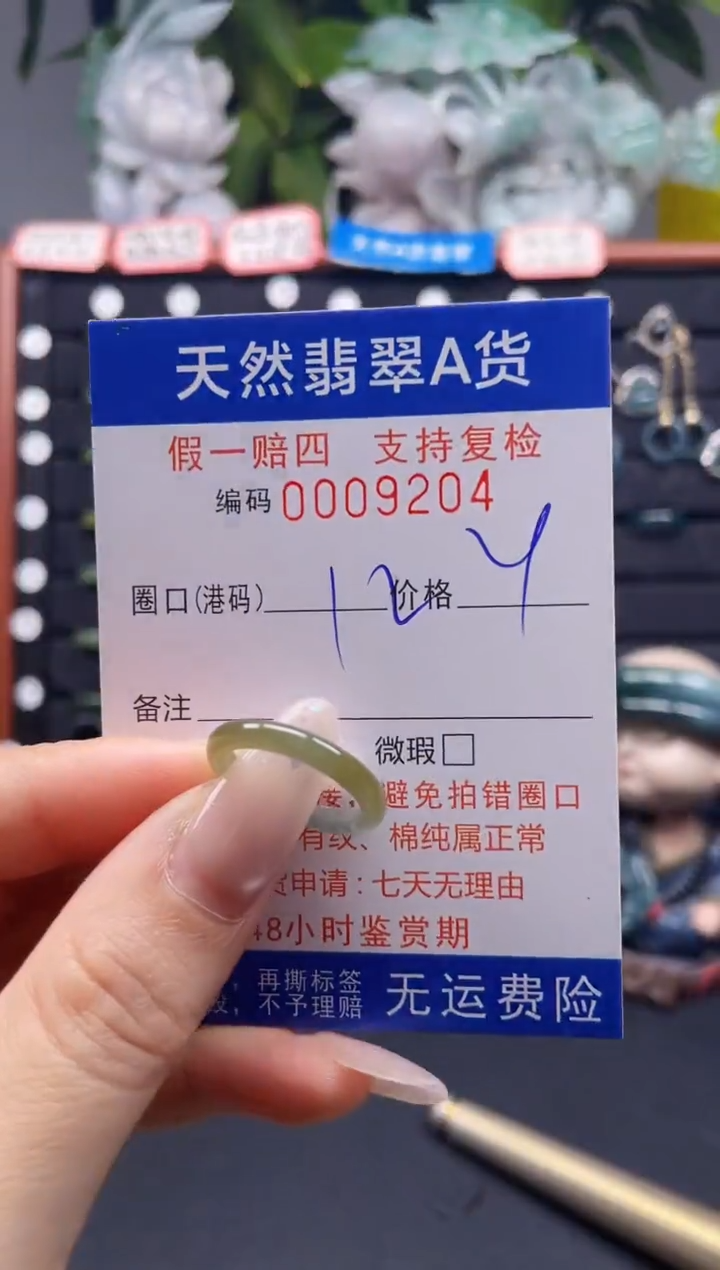 天然翡翠A货
假一赔四 支持复检
编码 0009204
圈口(港码) 12 价格 Y
备注
微瑕□
避免拍错圈口
有纹、棉纯属正常
申请:七天无理由
48小时鉴赏期
,再撕标签
,不予理赔
无运费险